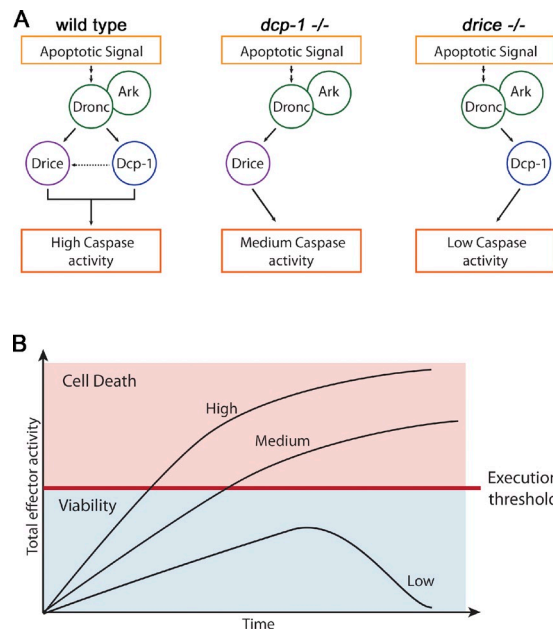 A
wild type
dcp-1 -/-
drice -/-
Apoptotic Signal
Apoptotic Signal
Apoptotic Signal
Dronc
Ark
Dronc
Ark
Dronc
Ark
Drice
Dcp-1
Drice
Dcp-1
High Caspase
activity
Medium Caspase
activity
Low Caspase
activity
B
Cell Death
High
Medium
Execution
threshold
Viability
Low
Total effector activity
Time